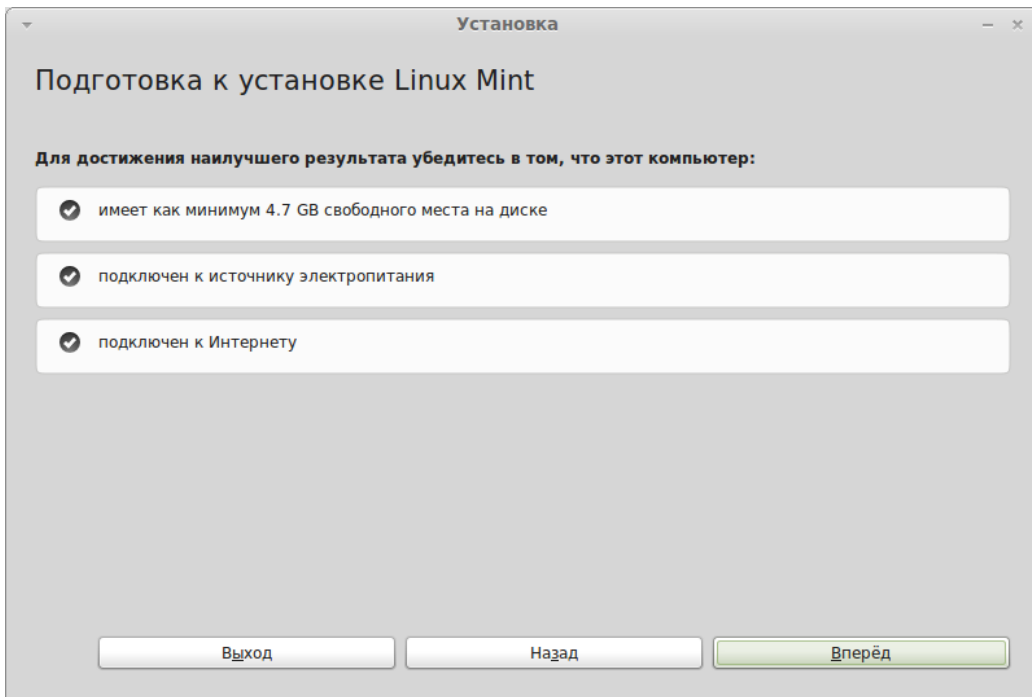 Установка
Подготовка к установке Linux Mint
Для достижения наилучшего результата убедитесь в том, что этот компьютер:
имеет как минимум 4.7 GB свободного места на диске
подключен к источнику электропитания
подключен к Интернету
Выход
Назад
Вперёд